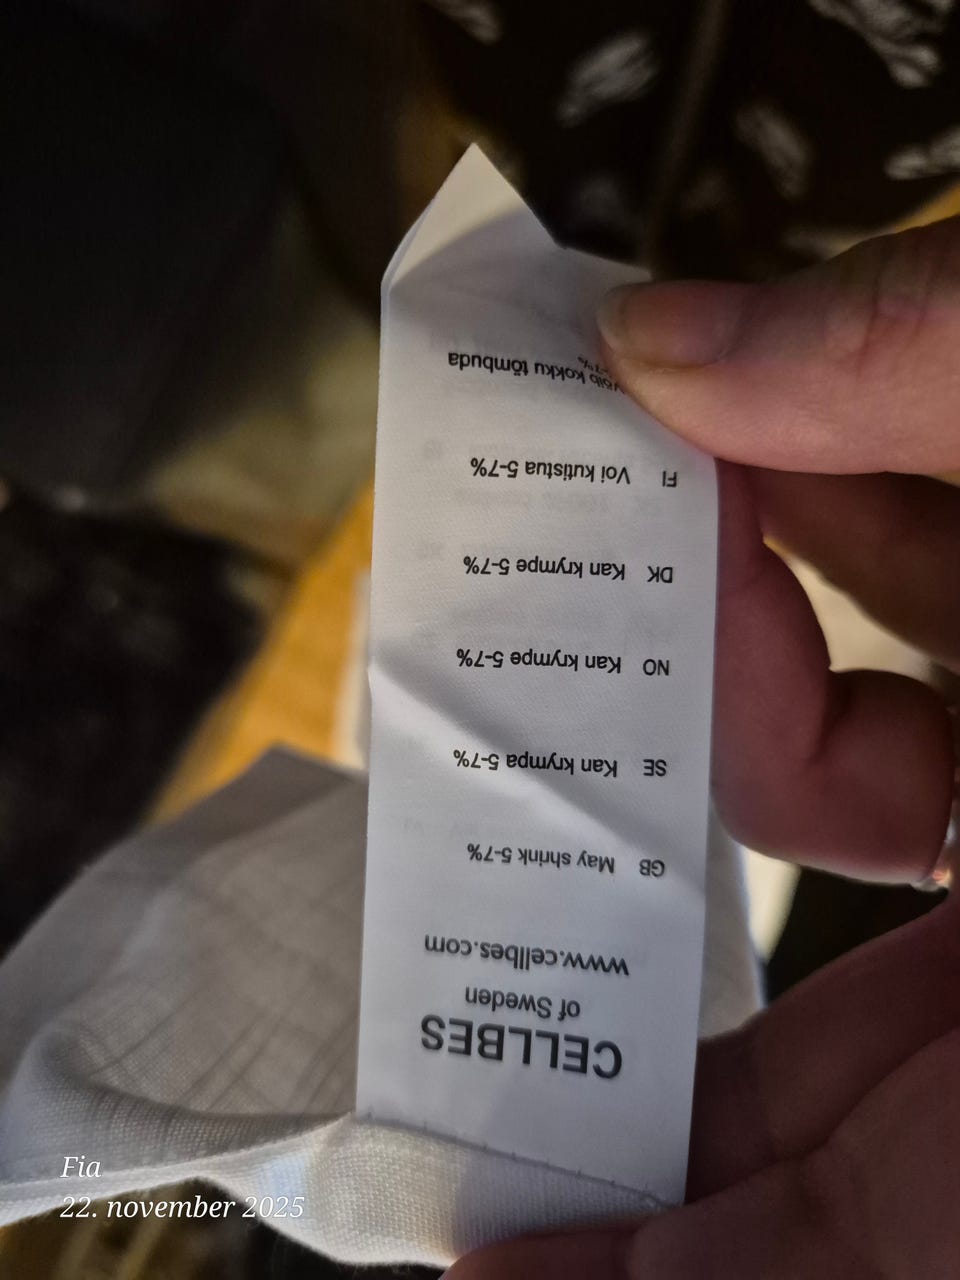 CELLBES
of Sweden
www.cellbes.com
GB May shrink 5-7%
SE Kan krympa 5-7%
NO Kan krympe 5-7%
DK Kan krympe 5-7%
FI Voi kutistua 5-7%
Võib kokku tõmbuda
-7%
Fia
22. november 2025